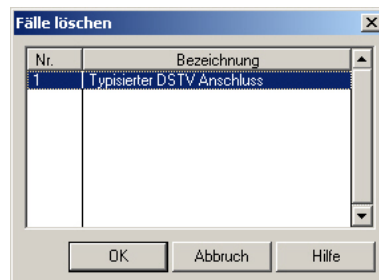 Fälle löschen
Nr. Bezeichnung
1 Typisierter DSTV Anschluss
OK Abbruch Hilfe